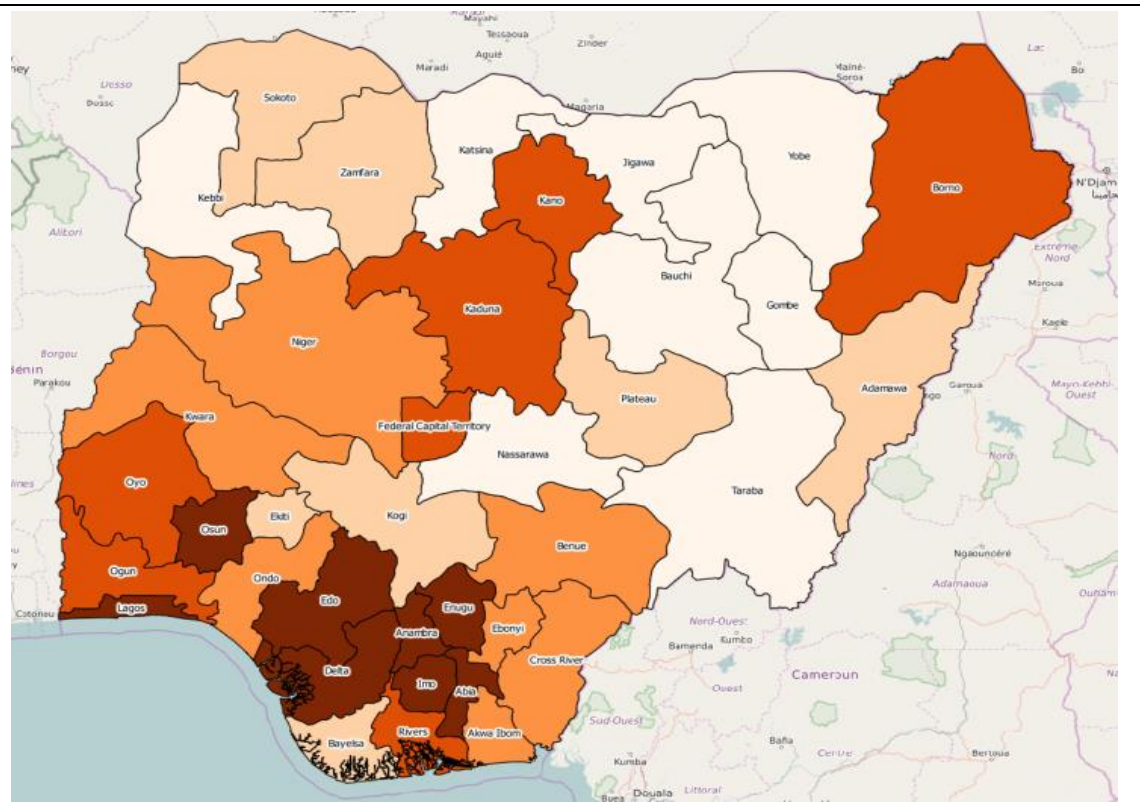 Mayahi
Tessaoua
Zinder
Aguié
Maradi
Dosso
Magaria
Lac
Bol
Sokoto
Katsina
Jigawa
Yobe
Zamfara
Kano
Borno
N'Djam
Kebbi
Alibori
Extrême-
Nord
Bauchi
Gombe
Maroua
Kaduna
Niger
Kaele
Borgou
Parakou
Adamawa
Garoua
Mayo-Kebbi-
Ouest
Plateau
Kwara
Federal Capital Territory
Nassarawa
Nord
Oyo
Taraba
Osun
Ekiti
Kogi
Benue
Ngaoundéré
Ogun
Ondo
Adamaoua
Edo
Enugu
Lagos
Cotonou
Anambra
Ebonyi
Nord-Ouest
Kumbo
Bamenda
Cross River
Delta
Imo
Abia
Cameroun
Ouest
Sud-Ouest
Rivers
Akwa Ibom
Bayelsa
Bafia
Centre
Bertoua
Kumba
Buea
Douala
Littoral